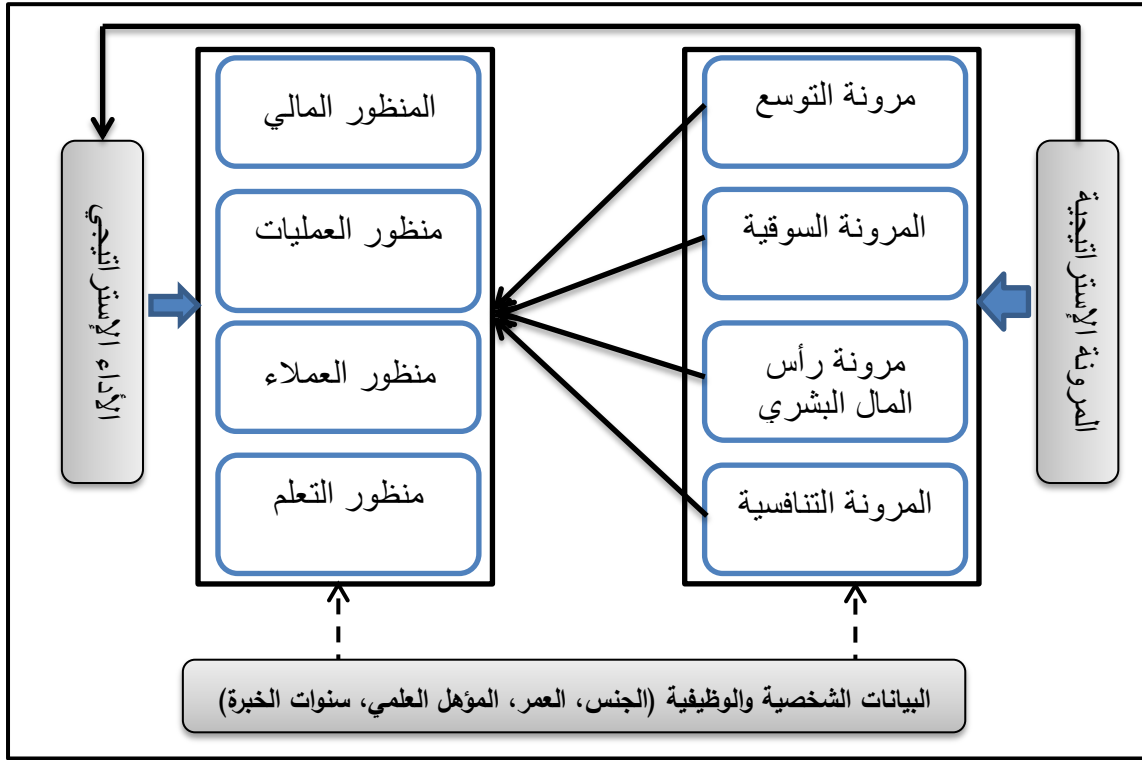 المرونة الإستراتيجية
مرونة التوسع
المرونة السوقية
مرونة رأس
المال البشري
المرونة التنافسية
المنظور المالي
منظور العمليات
منظور العملاء
منظور التعلم
الأداء الإستراتيجي
البيانات الشخصية والوظيفية (الجنس، العمر، المؤهل العلمي، سنوات الخبرة)